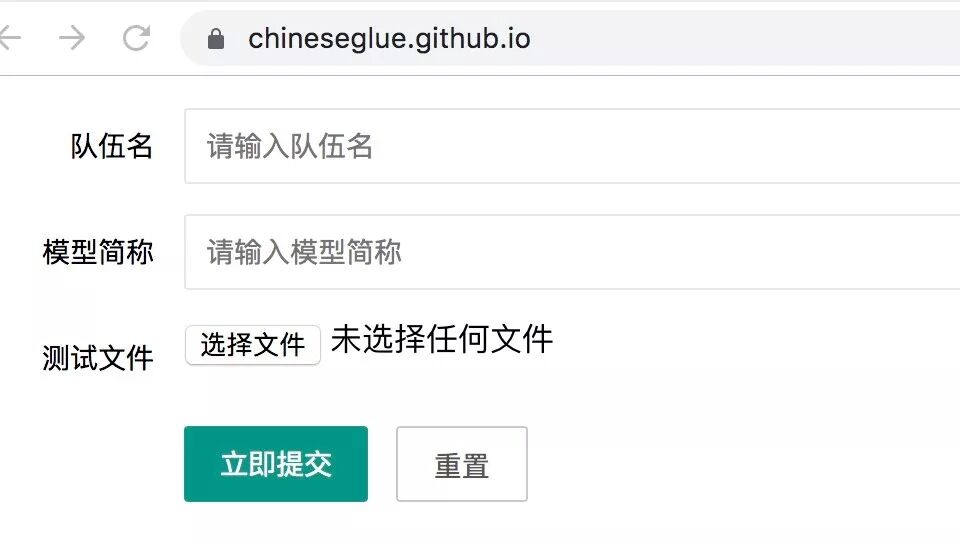 chineseglue.github.io
队伍名 请输入队伍名
模型简称 请输入模型简称
测试文件 选择文件 未选择任何文件
立即提交 重置